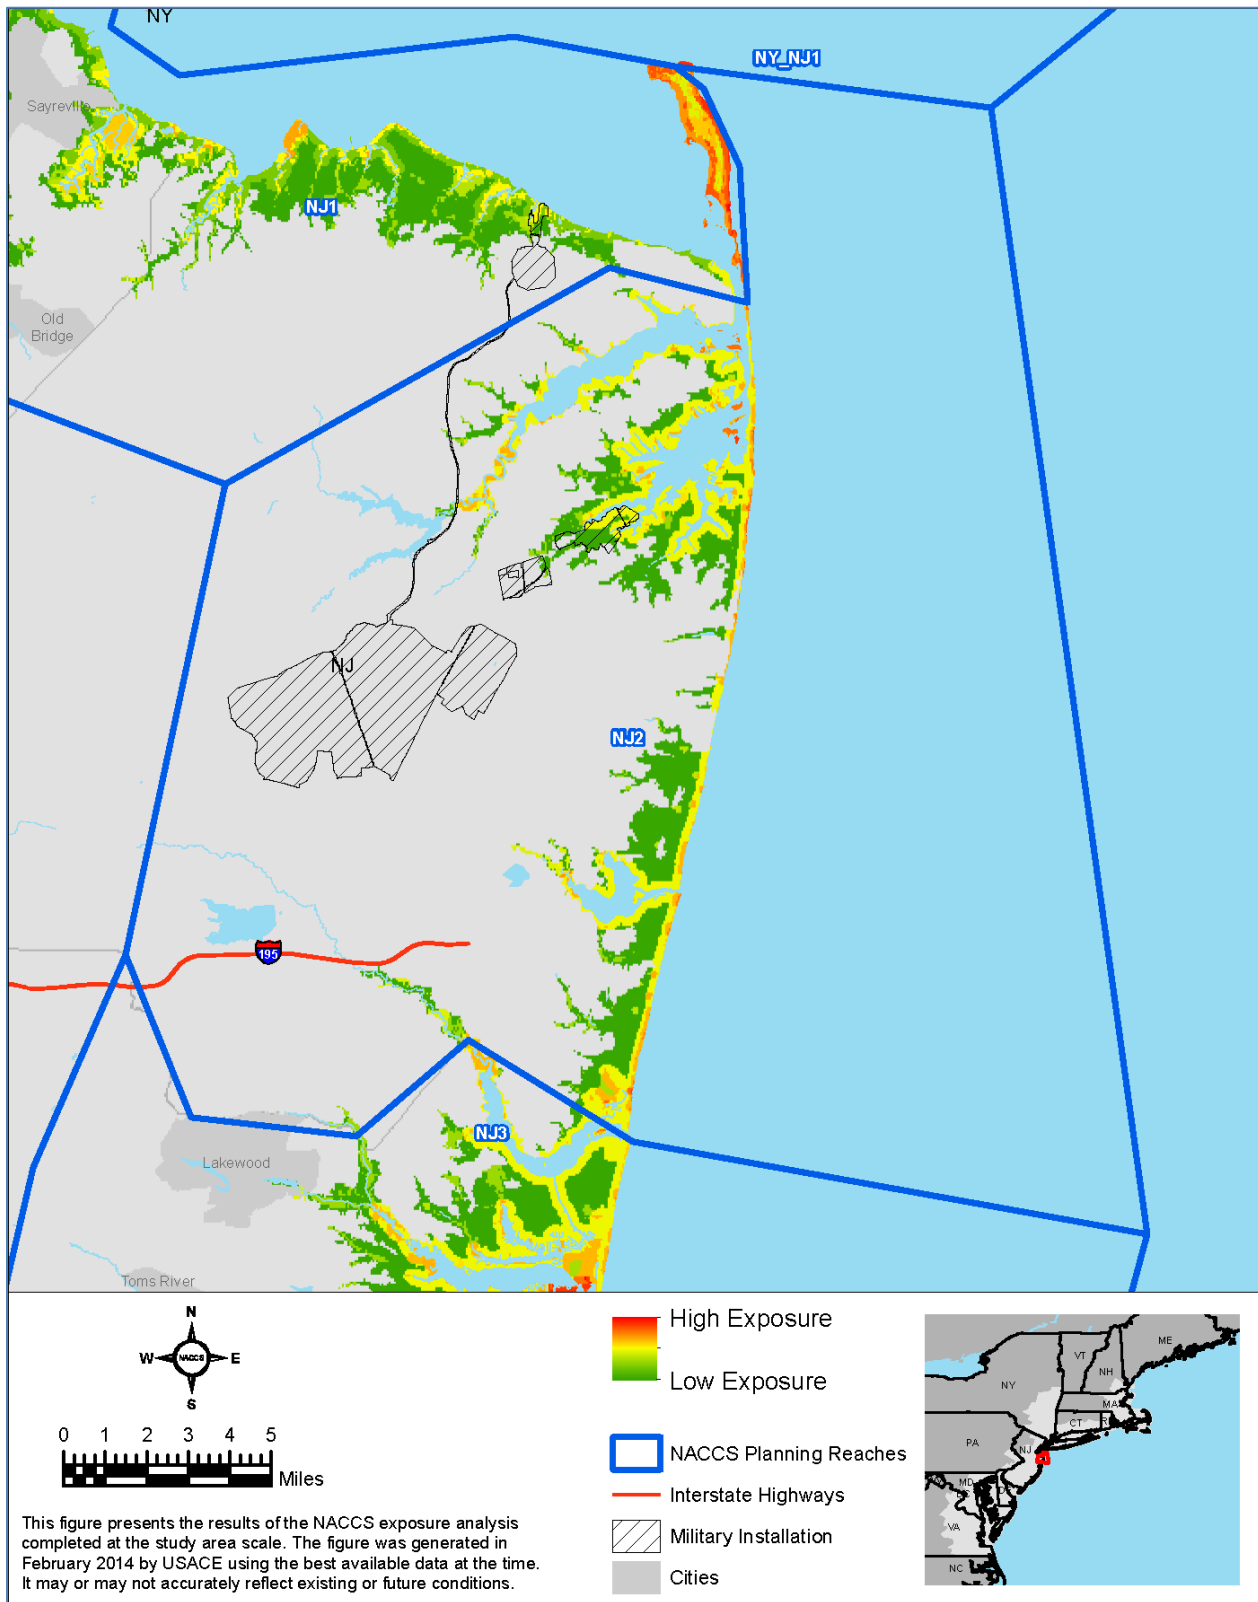 NY
NY_NJ1
Sayreville
NJ1
Old
Bridge
NJ
NJ2
195
NJ3
Lakewood
Toms River
N
W NACCS E
S
0 1 2 3 4 5
Miles
This figure presents the results of the NACCS exposure analysis
completed at the study area scale. The figure was generated in
February 2014 by USACE using the best available data at the time.
It may or may not accurately reflect existing or future conditions.
High Exposure
Low Exposure
NACCS Planning Reaches
Interstate Highways
Military Installation
Cities
ME
VT
NH
NY
MA
CT
PA
NJ
MD
VA
NC